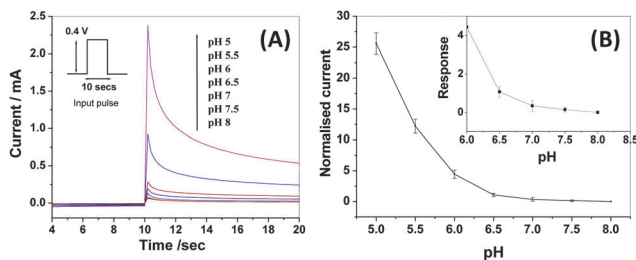 (A)
2.5
2.0
1.5
1.0
0.5
0.0
Current / mA
0.4 V
10 secs
Input pulse
pH 5
pH 5.5
pH 6
pH 6.5
pH 7
pH 7.5
pH 8
4 6 8 10 12 14 16 18 20
Time /sec
(B)
30
25
20
15
10
5
0
Normalised current
5.0 5.5 6.0 6.5 7.0 7.5 8.0
pH
Response
4
2
0
6.0 6.5 7.0 7.5 8.0 8.5
pH